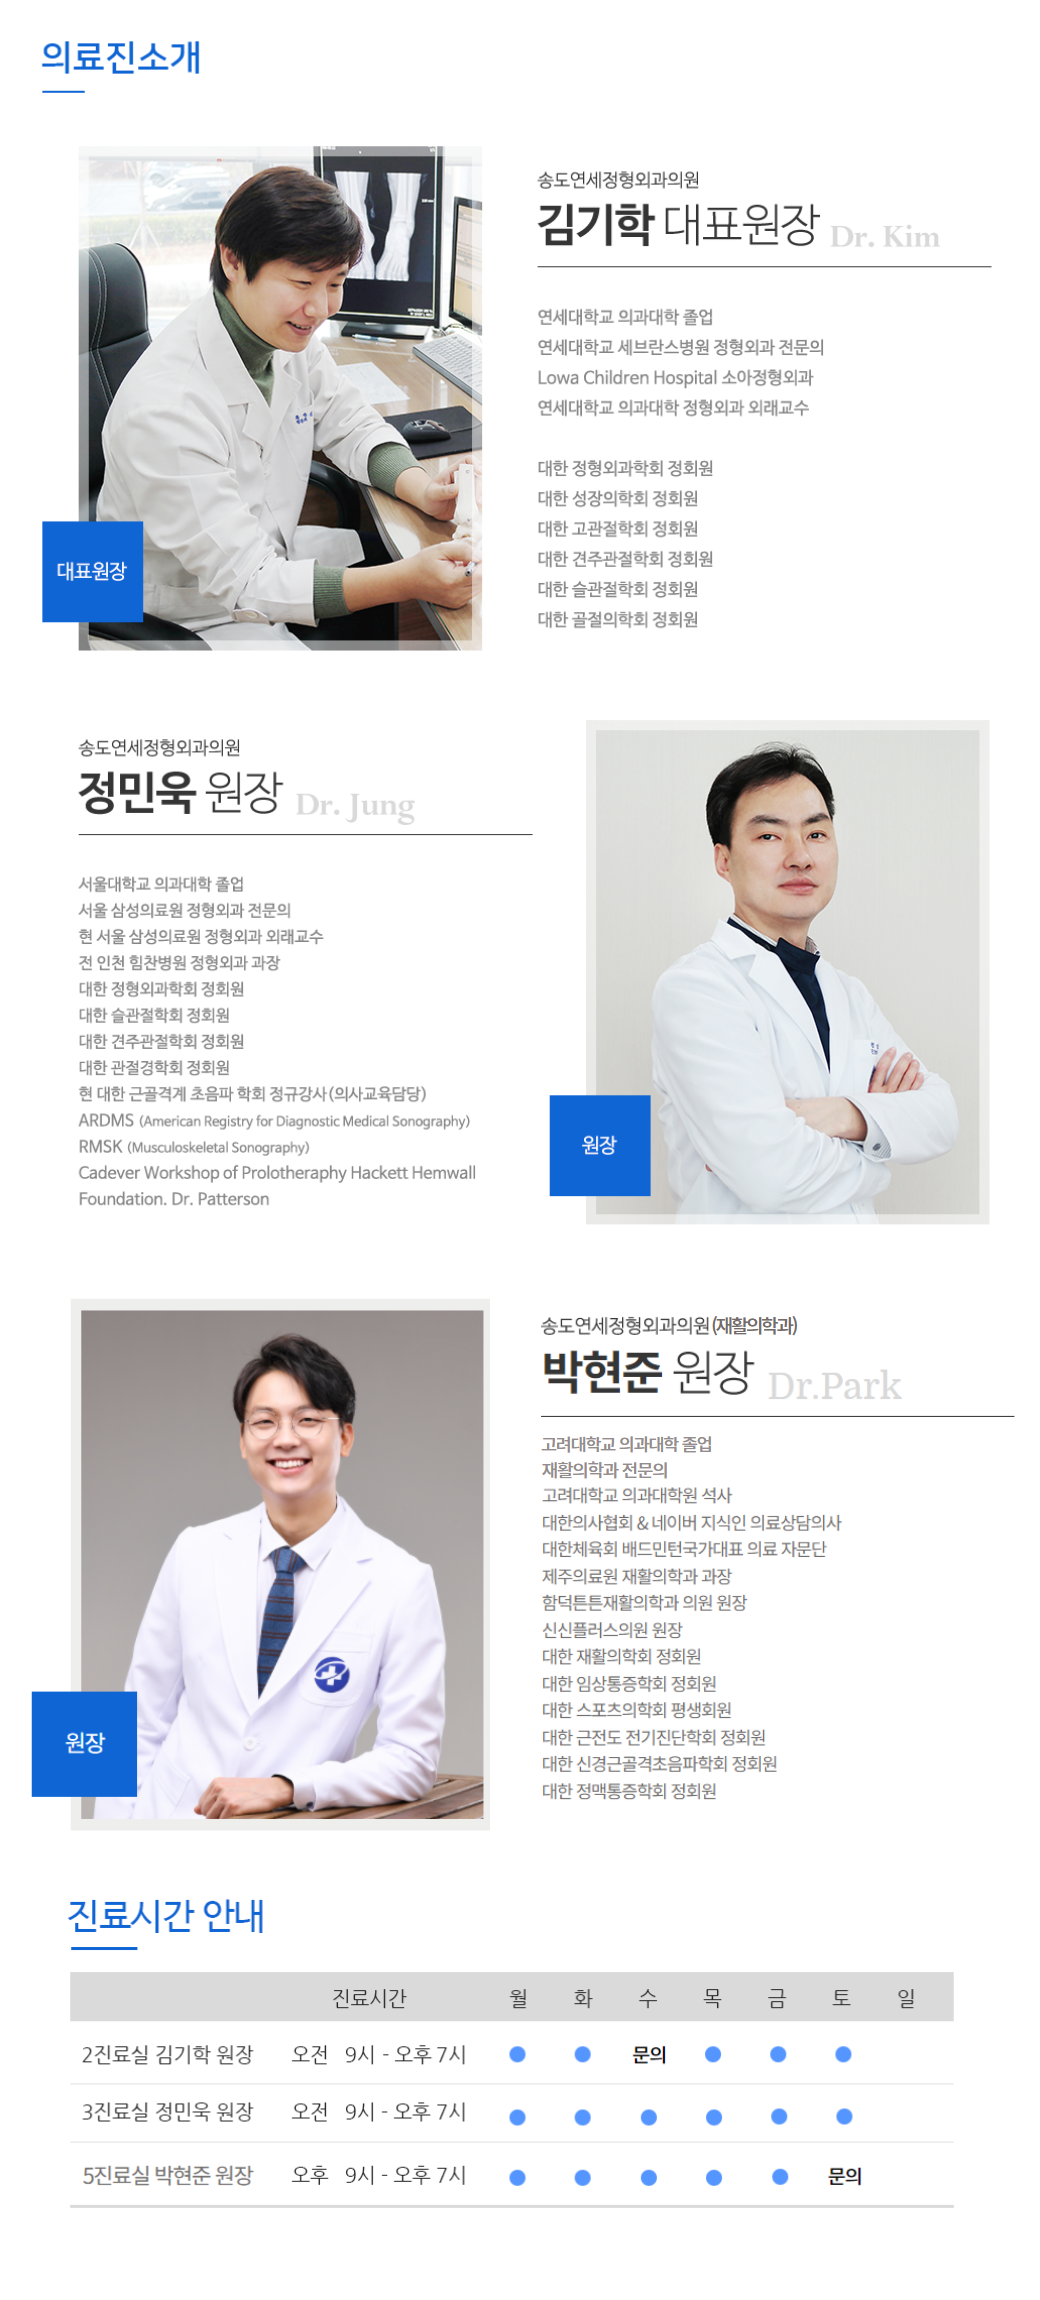 의료진소개
송도연세정형외과의원
김기학 대표원장 Dr. Kim
연세대학교 의과대학 졸업
연세대학교 세브란스병원 정형외과 전문의
Lowa Children Hospital 소아정형외과
연세대학교 의과대학 정형외과 외래교수
대한 정형외과학회 정회원
대한 성장의학회 정회원
대한 고관절학회 정회원
대한 견주관절학회 정회원
대한 슬관절학회 정회원
대한 골절의학회 정회원
대표원장
송도연세정형외과의원
정민욱 원장 Dr. Jung
서울대학교 의과대학 졸업
서울 삼성의료원 정형외과 전문의
현 서울 삼성의료원 정형외과 외래교수
전 인천 힘찬병원 정형외과 과장
대한 정형외과학회 정회원
대한 슬관절학회 정회원
대한 견주관절학회 정회원
대한 관절경학회 정회원
현 대한 근골격계 초음파 학회 정규강사(의사교육담당)
ARDMS (American Registry for Diagnostic Medical Sonography)
RMSK (Musculoskeletal Sonography)
Cadever Workshop of Prolotheraphy Hackett Hemwall
Foundation. Dr. Patterson
원장
송도연세정형외과의원(재활의학과)
박현준 원장 Dr.Park
고려대학교 의과대학 졸업
재활의학과 전문의
고려대학교 의과대학원 석사
대한의사협회 & 네이버 지식인 의료상담의사
대한체육회 배드민턴국가대표 의료 자문단
제주의료원 재활의학과 과장
함덕튼튼재활의학과 의원 원장
신신플러스의원 원장
대한 재활의학회 정회원
대한 임상통증학회 정회원
대한 스포츠의학회 평생회원
대한 근전도 전기진단학회 정회원
대한 신경근골격초음파학회 정회원
대한 정맥통증학회 정회원
원장
진료시간 안내
진료시간 월 화 수 목 금 토 일
2진료실 김기학 원장 오전 9시 - 오후 7시 ● ● 문의 ● ● ●
3진료실 정민욱 원장 오전 9시 - 오후 7시 ● ● ● ● ● ●
5진료실 박현준 원장 오후 9시 - 오후 7시 ● ● ● ● ● 문의